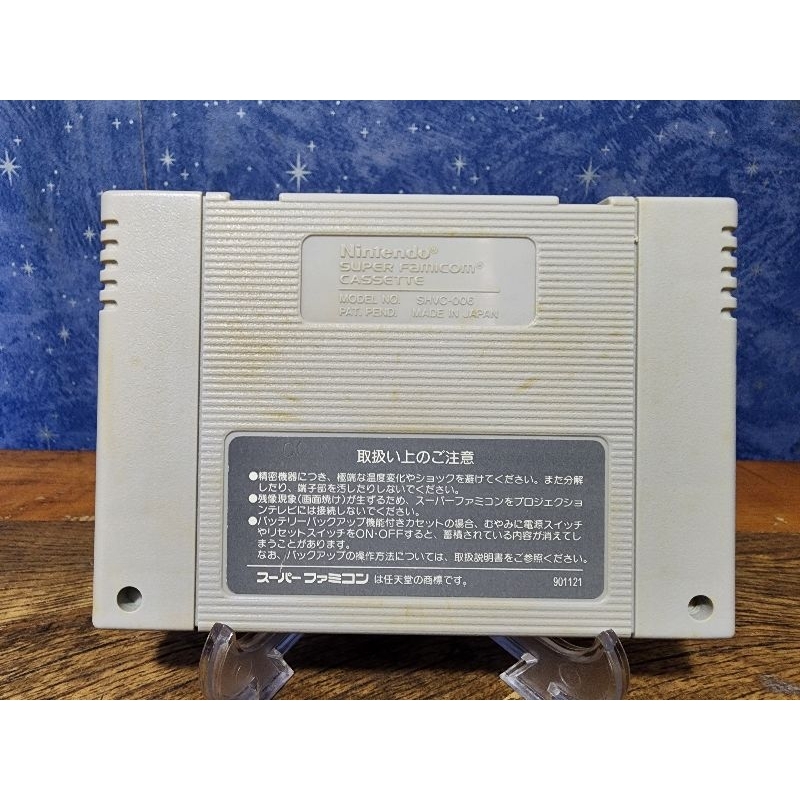 Nintendo®
SUPER FAMICOM®
CASSETTE
MODEL NO. SHVC-006
PAT. PEND. MADE IN JAPAN
取扱い上のご注意
●精密機器につき、極端な温度変化やショックを避けてください。また分解
したり、端子部を汚したりしないでください。
●残像現象(画面焼け)が生ずるため、スーパーファミコンをプロジェクショ
ンテレビには接続しないでください。
●バッテリーバックアップ機能付きカセットの場合、むやみに電源スイッチ
やリセットスイッチをON・OFFすると、蓄積されている内容が消えてし
まうことがあります。
なお、バックアップの操作方法については、取扱説明書をご参照ください。
スーパーファミコンは任天堂の商標です。 901121